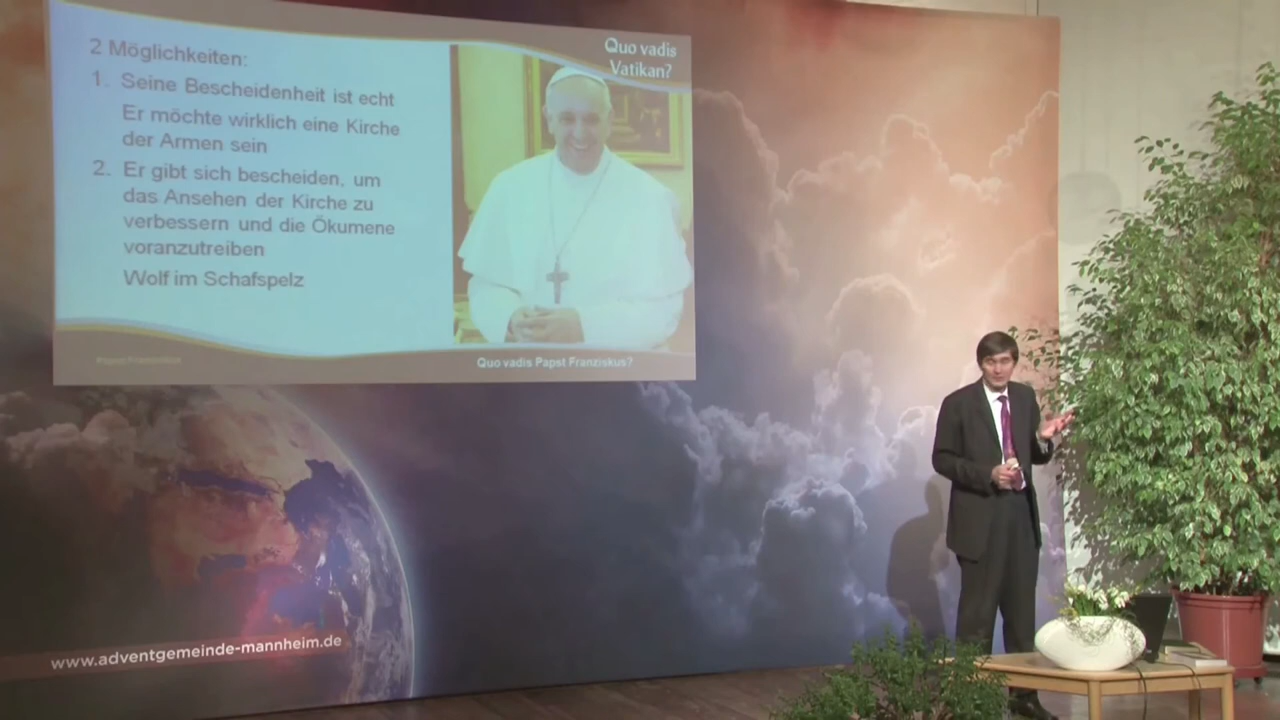 2 Möglichkeiten:
1. Seine Bescheidenheit ist echt
Er möchte wirklich eine Kirche
der Armen sein
2. Er gibt sich bescheiden, um
das Ansehen der Kirche zu
verbessern und die Ökumene
voranzutreiben
Wolf im Schafspelz
Quo vadis
Vatikan?
Quo vadis Papst Franziskus?
www.adventgemeinde-mannheim.de